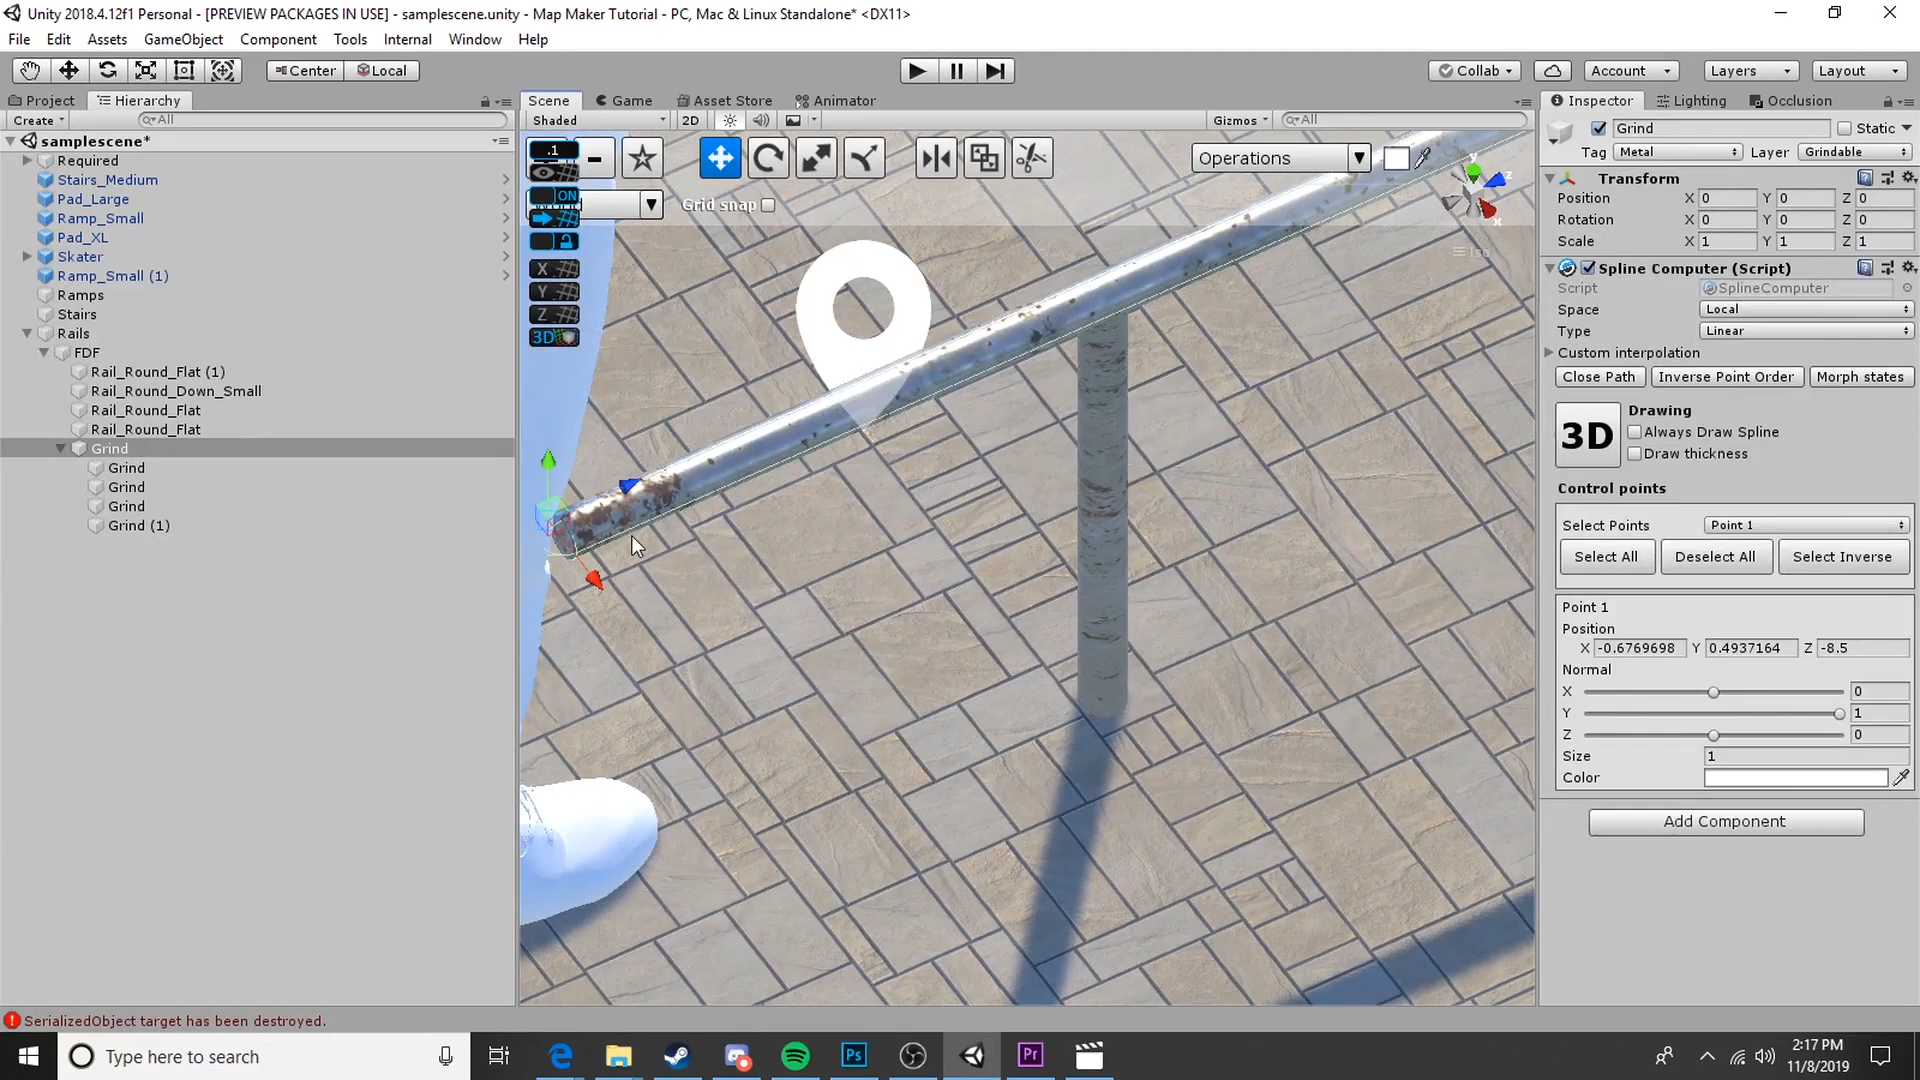 Unity 2018.4.12f1 Personal - [PREVIEW PACKAGES IN USE] - samplescene.unity - Map Maker Tutorial - PC, Mac & Linux Standalone* <DX11>
File Edit Assets GameObject Component Tools Internal Window Help
Center Local Collab Account Layers Layout
Project Hierarchy Scene Game Asset Store Animator Inspector Lighting Occlusion
Create All Shaded 2D Gizmos All
Grind Static
Tag Metal Layer Grindable
samplescene*
Required
Stairs_Medium
Pad_Large
Ramp_Small
Pad_XL
Skater
Ramp_Small (1)
Ramps
Stairs
Rails
FDF
Rail_Round_Flat (1)
Rail_Round_Down_Small
Rail_Round_Flat
Rail_Round_Flat
Grind
Grind
Grind
Grind
Grind (1)
.1
ON
X
Y
Z
3D
Grid snap
Operations
y
z
x
Iso
Transform
Position X 0 Y 0 Z 0
Rotation X 0 Y 0 Z 0
Scale X 1 Y 1 Z 1
Spline Computer (Script)
Script SplineComputer
Space Local
Type Linear
Custom interpolation
Close Path Inverse Point Order Morph states
3D
Drawing
Always Draw Spline
Draw thickness
Control points
Select Points Point 1
Select All Deselect All Select Inverse
Point 1
Position
X -0.6769698 Y 0.4937164 Z -8.5
Normal
X 0
Y 1
Z 0
Size 1
Color
Add Component
SerializedObject target has been destroyed.
Type here to search
Ps
Pr
2:17 PM
11/8/2019